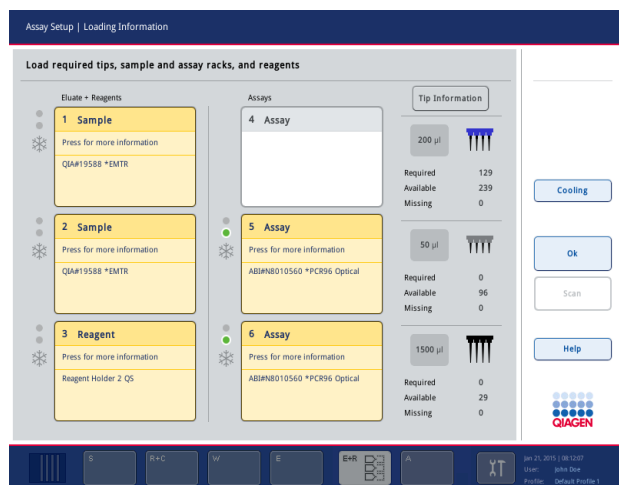 Assay Setup | Loading Information
Load required tips, sample and assay racks, and reagents
Eluate + Reagents
Assays
Tip Information
1 Sample
Press for more information
QIA#19588 *EMTR
4 Assay
200 µl
Required 129
Available 239
Missing 0
Cooling
2 Sample
Press for more information
QIA#19588 *EMTR
5 Assay
Press for more information
ABI#N8010560 *PCR96 Optical
50 µl
Required 0
Available 96
Missing 0
Ok
Scan
3 Reagent
Press for more information
Reagent Holder 2 QS
6 Assay
Press for more information
ABI#N8010560 *PCR96 Optical
1500 µl
Required 0
Available 29
Missing 0
Help
QIAGEN
S
R+C
W
E
E+R
A
Jan 21, 2015 | 08:12:07
User: John Doe
Profile: Default Profile 1